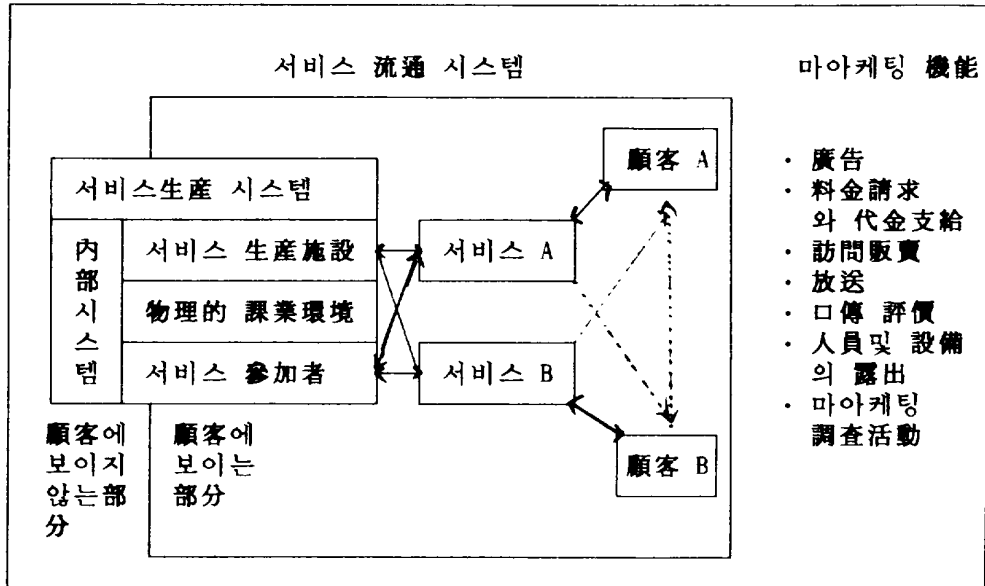 서비스 流通 시스템
마아케팅 機能
顧客 A
서비스生産 시스템
内部시스템
서비스 生産施設
物理的 課業環境
서비스 參加者
서비스 A
서비스 B
顧客 B
顧客에
보이지
않는部
分
顧客에
보이는
部分
· 廣告
· 料金請求
와 代金支給
· 訪問販賣
· 放送
· 口傳 評價
· 人員및 設備
의 露出
· 마아케팅
調査活動